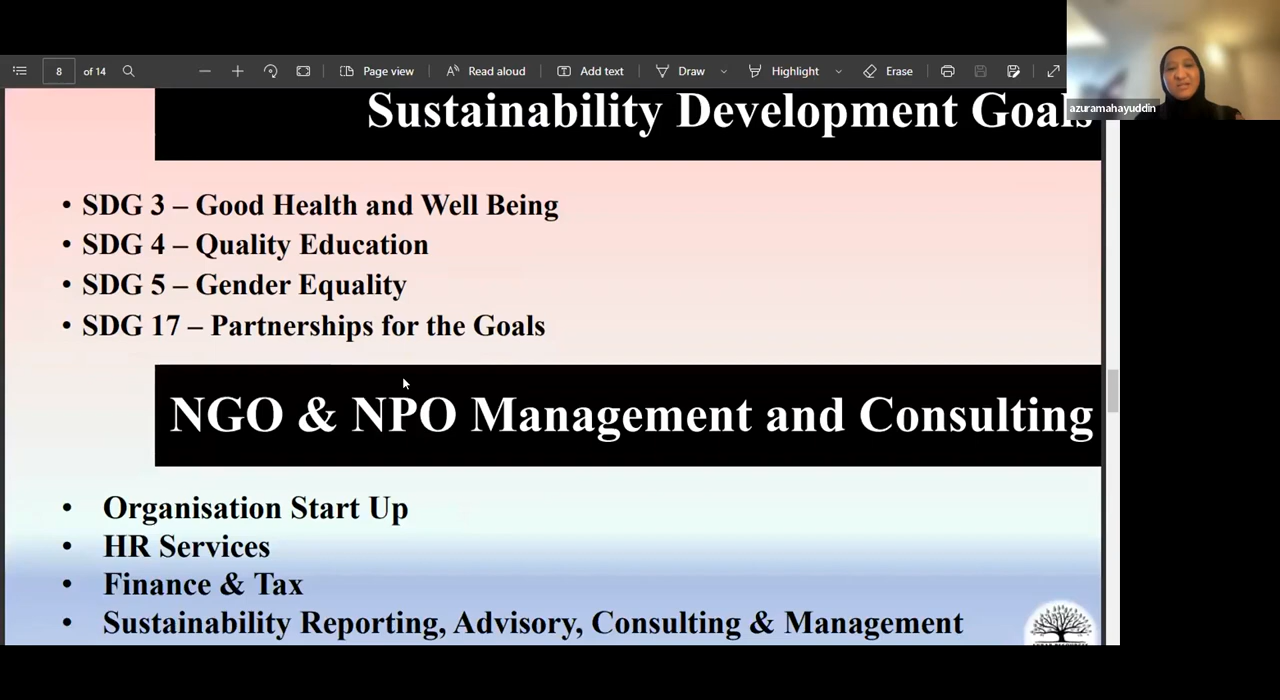 8 of 14 Page view Read aloud Add text Draw Highlight Erase
azuramahayuddin
Sustainability Development Goals
• SDG 3 – Good Health and Well Being
• SDG 4 – Quality Education
• SDG 5 – Gender Equality
• SDG 17 – Partnerships for the Goals
NGO & NPO Management and Consulting
• Organisation Start Up
• HR Services
• Finance & Tax
• Sustainability Reporting, Advisory, Consulting & Management